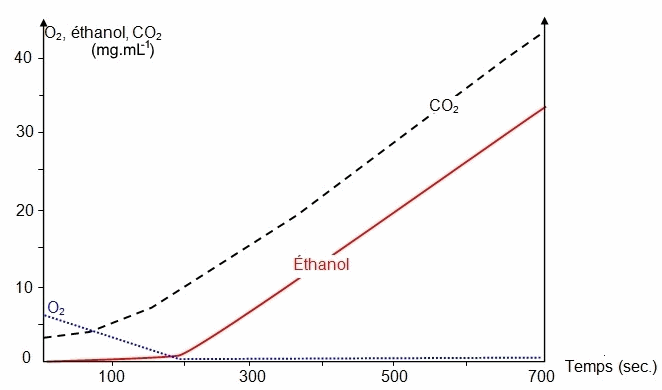 O₂, éthanol, CO₂
(mg.mL⁻¹)
40
CO₂
30
20
Éthanol
10
O₂
0
100
300
500
700
Temps (sec.)